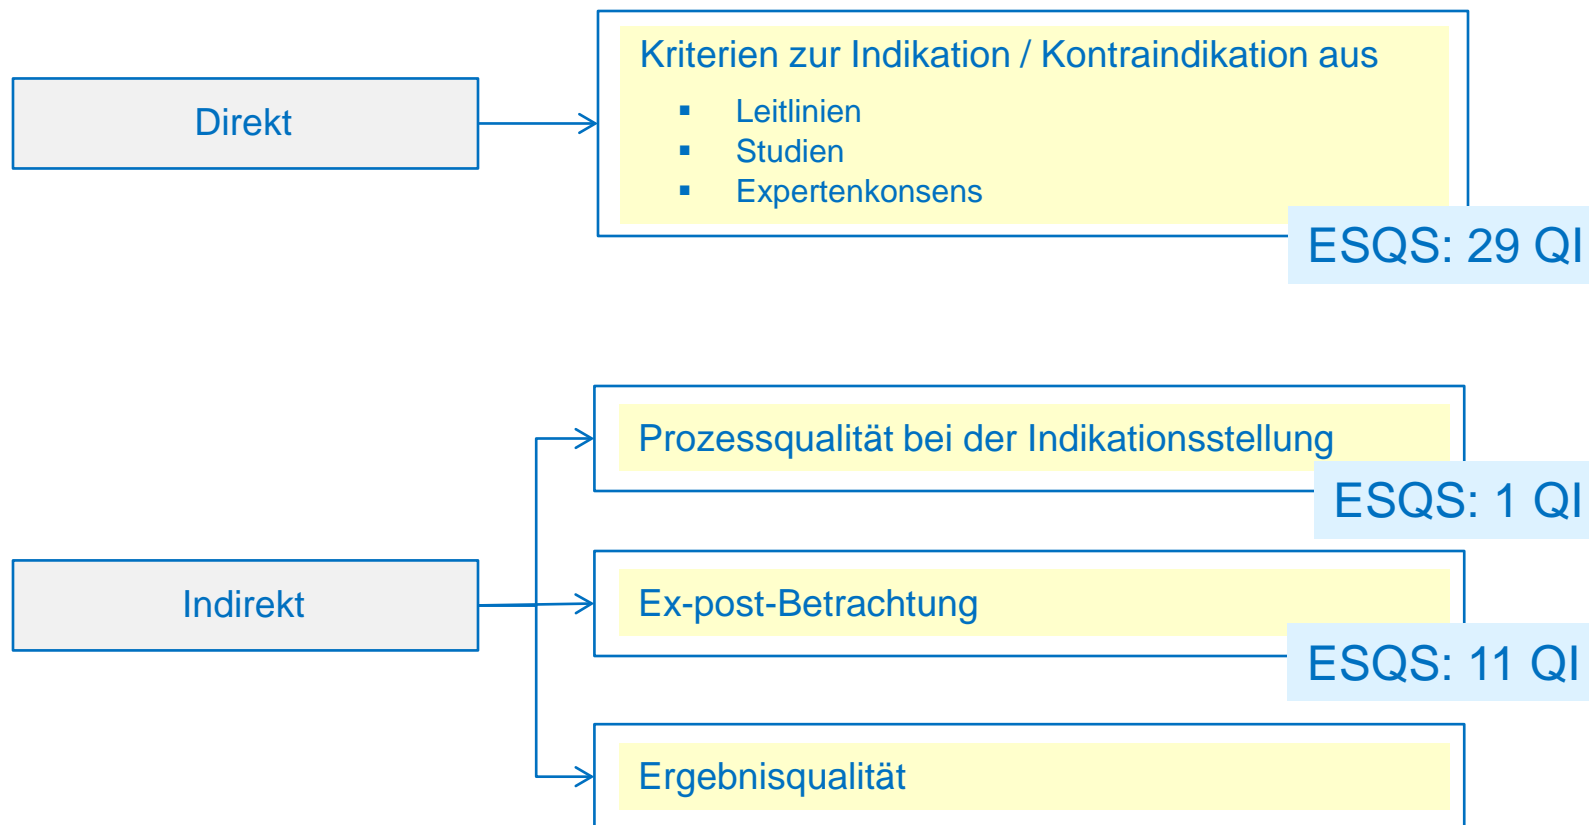 Direkt
Kriterien zur Indikation / Kontraindikation aus
▪ Leitlinien
▪ Studien
▪ Expertenkonsens
ESQS: 29 QI
Indirekt
Prozessqualität bei der Indikationsstellung
ESQS: 1 QI
Ex-post-Betrachtung
ESQS: 11 QI
Ergebnisqualität